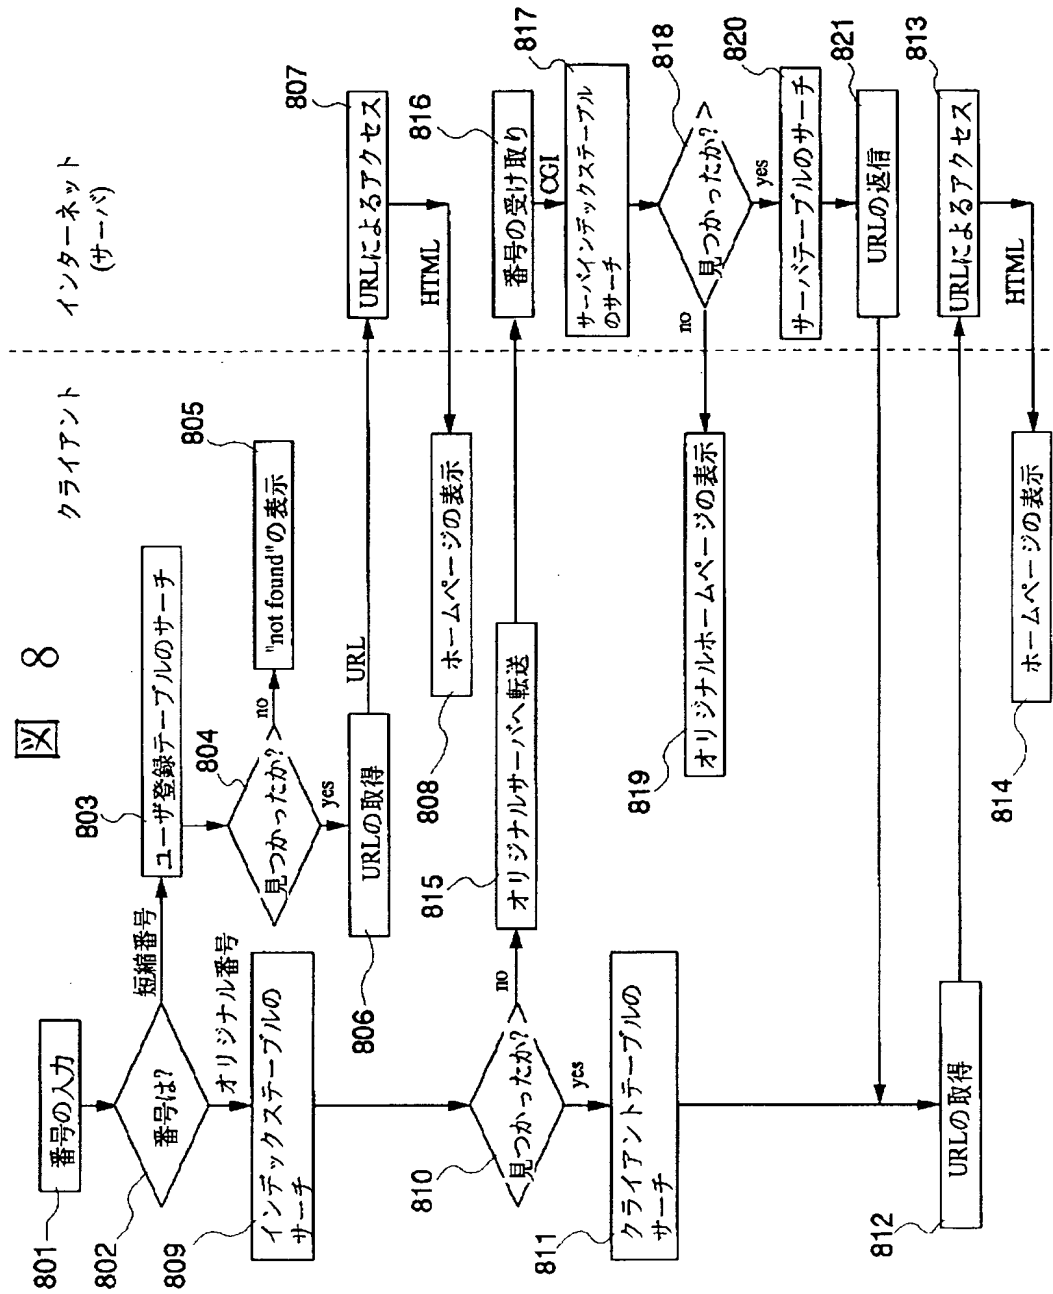 図 8
クライアント
インターネット
(サーバ)
801
番号の入力
802
番号は?
短縮番号
オリジナル番号
803
ユーザ登録テーブルのサーチ
804
見つかったか?
no
yes
805
"not found"の表示
806
URLの取得
URL
807
URLによるアクセス
HTML
808
ホームページの表示
809
インデックステーブルの
サーチ
810
見つかったか?
no
yes
815
オリジナルサーバへ転送
816
番号の受け取り
CGI
817
サーバインデックステーブル
のサーチ
818
見つかったか?
no
yes
819
オリジナルホームページの表示
820
サーバテーブルのサーチ
821
URLの返信
811
クライアントテーブルの
サーチ
812
URLの取得
813
URLによるアクセス
HTML
814
ホームページの表示